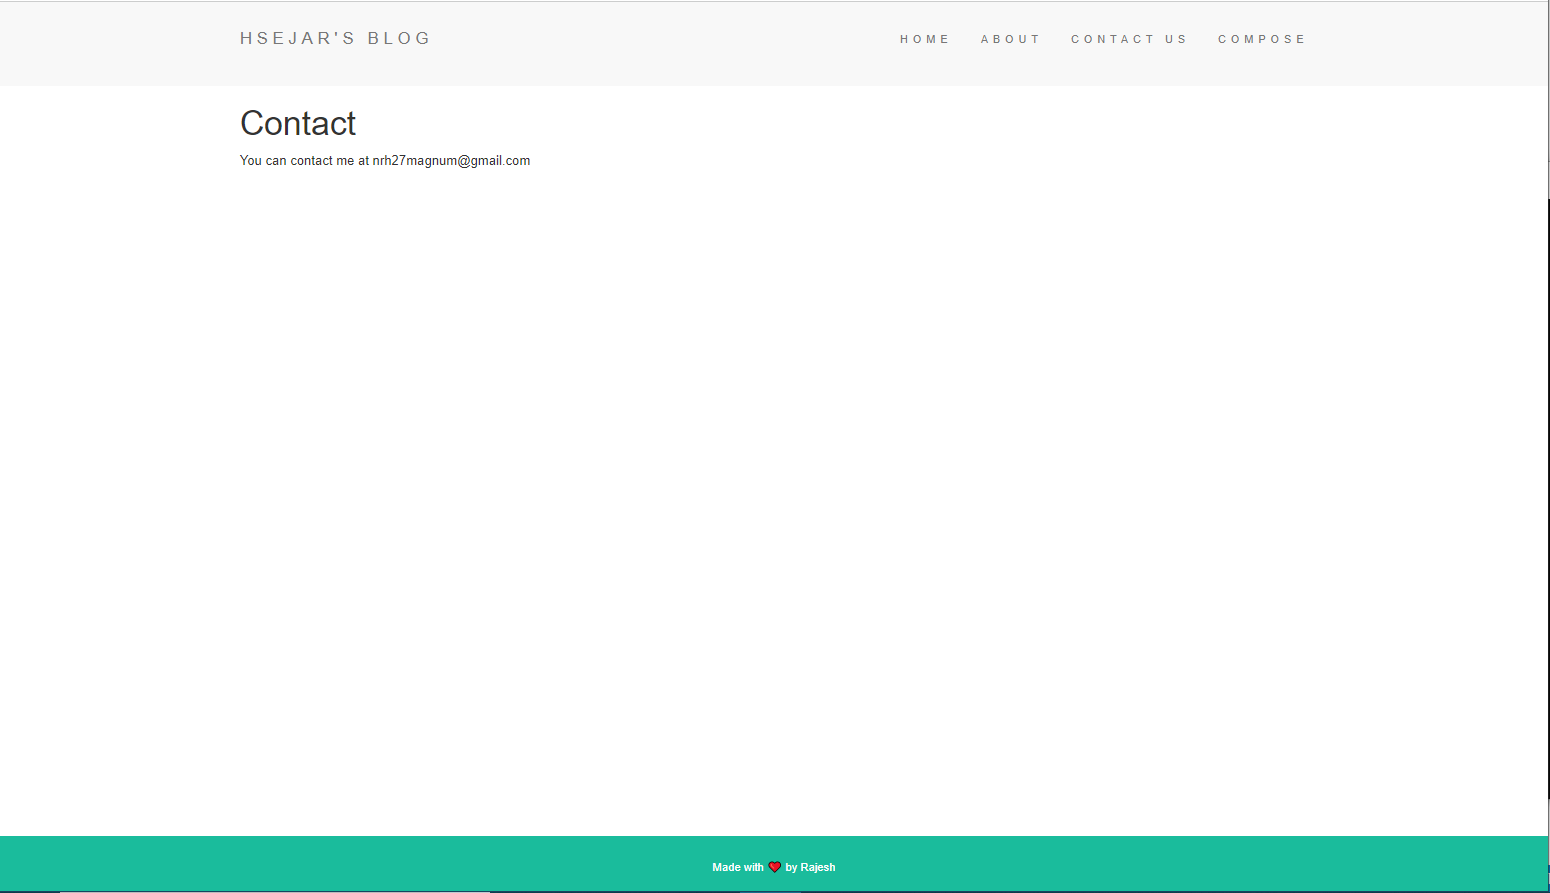 HSEJAR'S BLOG
HOME ABOUT CONTACT US COMPOSE
Contact
You can contact me at nrh27magnum@gmail.com
Made with ❤ by Rajesh